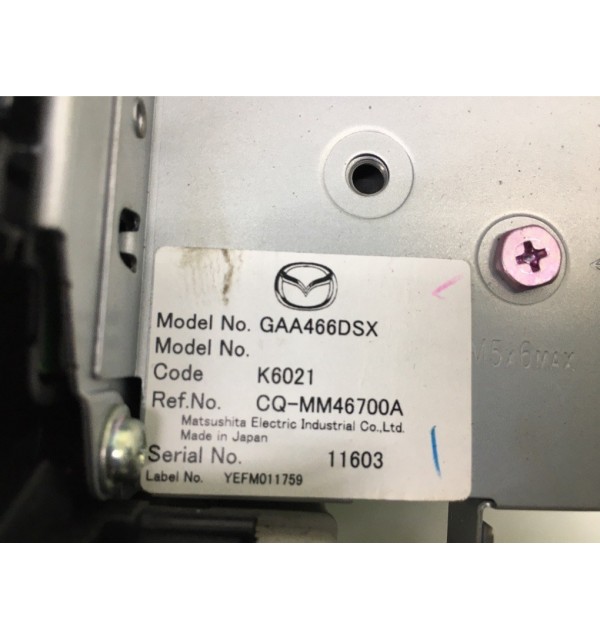 Model No. GAA466DSX
Model No.
Code K6021
Ref.No. CQ-MM46700A
Matsushita Electric Industrial Co.,Ltd.
Made in Japan
Serial No. 11603
Label No. YEFM011759
M5x6MAX